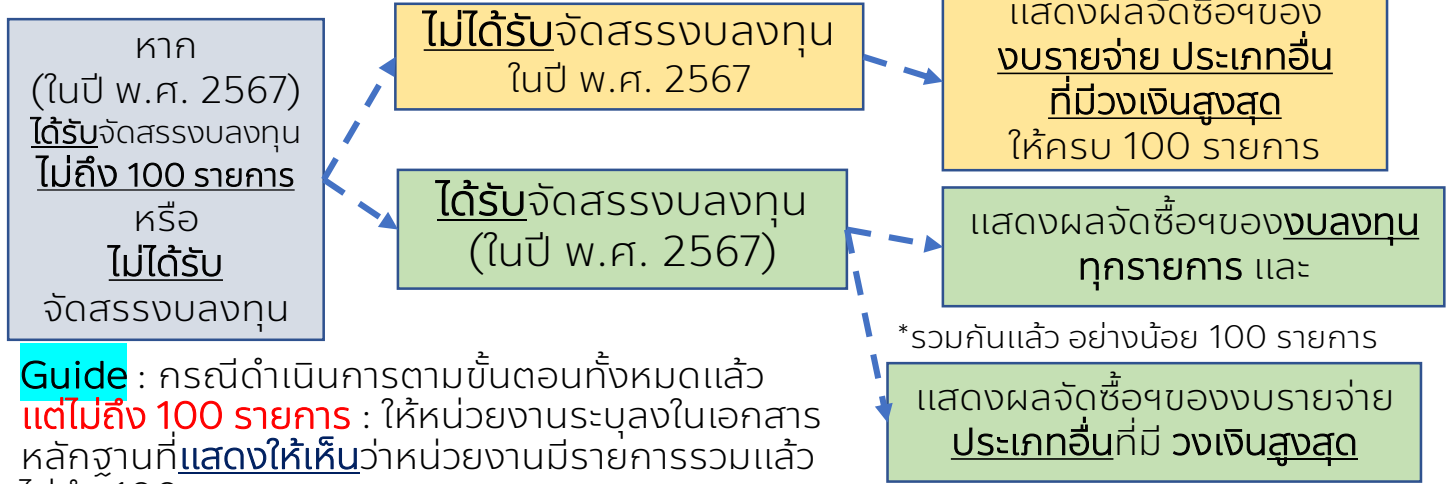 หาก
(ในปี พ.ศ. 2567)
ได้รับจัดสรรงบลงทุน
ไม่ถึง 100 รายการ
หรือ
ไม่ได้รับ
จัดสรรงบลงทุน
ไม่ได้รับจัดสรรงบลงทุน
ในปี พ.ศ. 2567
แสดงผลจัดซื้อฯของ
งบรายจ่าย ประเภทอื่น
ที่มีวงเงินสูงสุด
ให้ครบ 100 รายการ
ได้รับจัดสรรงบลงทุน
(ในปี พ.ศ. 2567)
แสดงผลจัดซื้อฯของงบลงทุน
ทุกรายการ และ
*รวมกันแล้ว อย่างน้อย 100 รายการ
แสดงผลจัดซื้อฯของงบรายจ่าย
ประเภทอื่นที่มี วงเงินสูงสุด
Guide : กรณีดำเนินการตามขั้นตอนทั้งหมดแล้ว
แต่ไม่ถึง 100 รายการ : ให้หน่วยงานระบุลงในเอกสาร
หลักฐานที่แสดงให้เห็นว่าหน่วยงานมีรายการรวมแล้ว